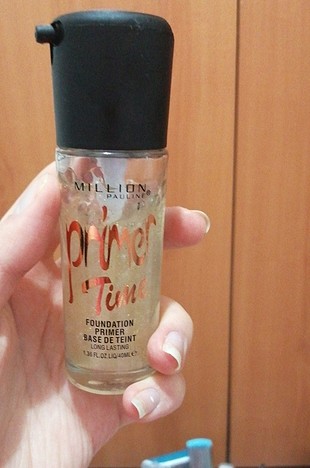 MILLION
PAULINE®
primer
Time
FOUNDATION
PRIMER
BASE DE TEINT
LONG LASTING
1.35 FL.OZ LIQ/40ML℮